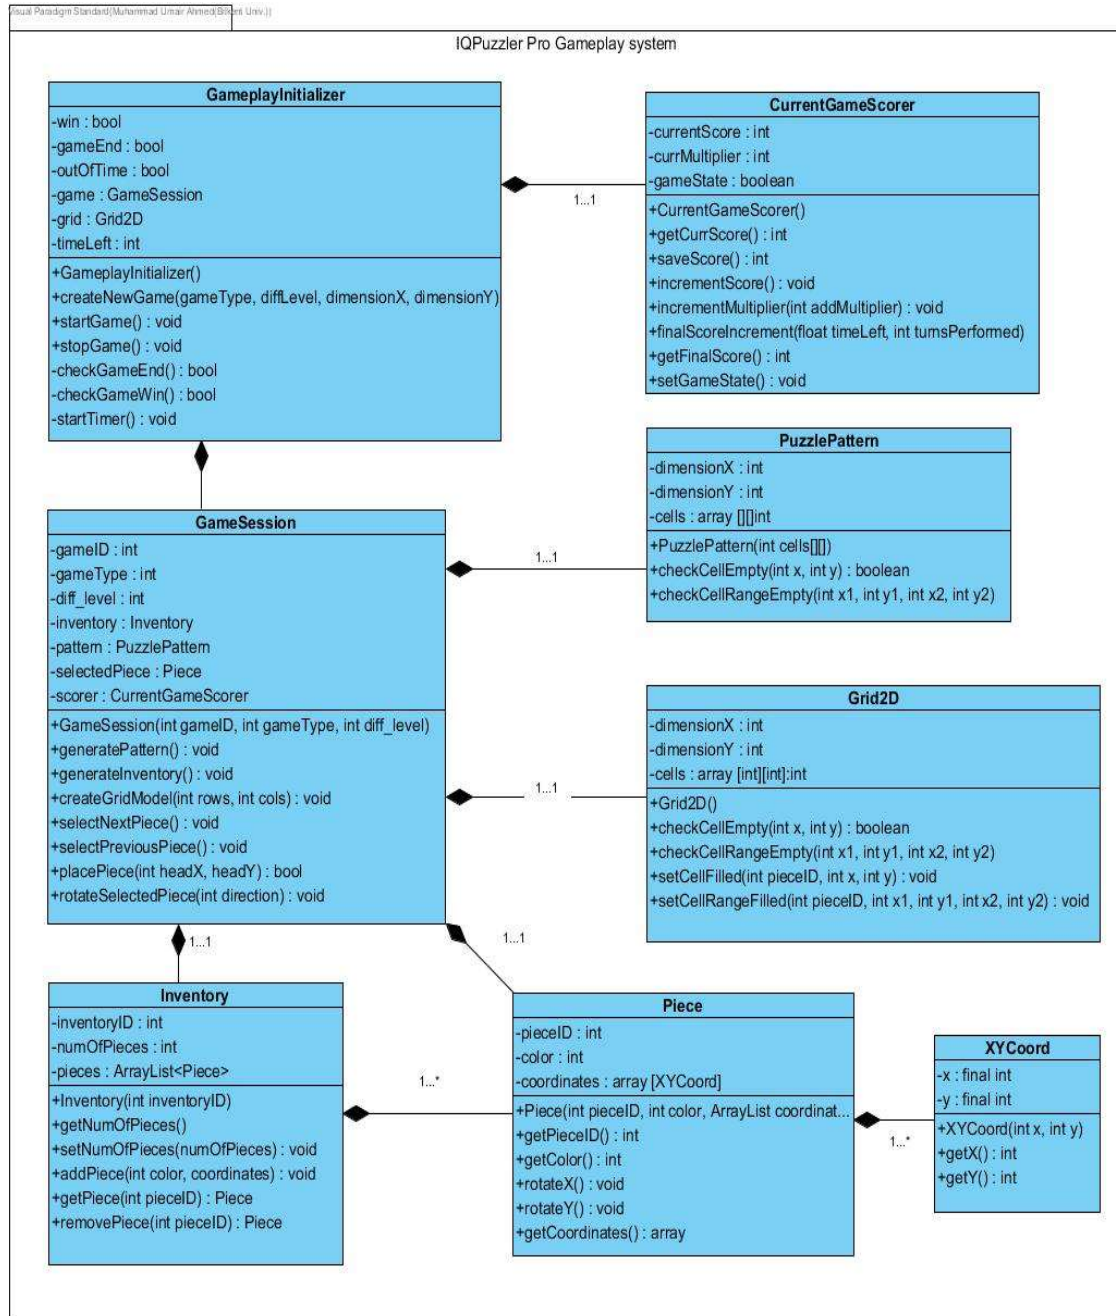 Visual Paradigm Standard(Muhammad Umair Ahmed(Bilkent Univ.))
IQPuzzler Pro Gameplay system
GameplayInitializer
-win : bool
-gameEnd : bool
-outOfTime : bool
-game : GameSession
-grid : Grid2D
-timeLeft : int
+GameplayInitializer()
+createNewGame(gameType, diffLevel, dimensionX, dimensionY)
+startGame() : void
+stopGame() : void
-checkGameEnd() : bool
-checkGameWin() : bool
-startTimer() : void
1...1
CurrentGameScorer
-currentScore : int
-currMultiplier : int
-gameState : boolean
+CurrentGameScorer()
+getCurrScore() : int
+saveScore() : int
+incrementScore() : void
+incrementMultiplier(int addMultiplier) : void
+finalScoreIncrement(float timeLeft, int turnsPerformed)
+getFinalScore() : int
+setGameState() : void
GameSession
-gameID : int
-gameType : int
-diff_level : int
-inventory : Inventory
-pattern : PuzzlePattern
-selectedPiece : Piece
-scorer : CurrentGameScorer
+GameSession(int gameID, int gameType, int diff_level)
+generatePattern() : void
+generateInventory() : void
+createGridModel(int rows, int cols) : void
+selectNextPiece() : void
+selectPreviousPiece() : void
+placePiece(int headX, headY) : bool
+rotateSelectedPiece(int direction) : void
1...1
PuzzlePattern
-dimensionX : int
-dimensionY : int
-cells : array [][]int
+PuzzlePattern(int cells[][])
+checkCellEmpty(int x, int y) : boolean
+checkCellRangeEmpty(int x1, int y1, int x2, int y2)
1...1
Grid2D
-dimensionX : int
-dimensionY : int
-cells : array [int][int]:int
+Grid2D()
+checkCellEmpty(int x, int y) : boolean
+checkCellRangeEmpty(int x1, int y1, int x2, int y2)
+setCellFilled(int pieceID, int x, int y) : void
+setCellRangeFilled(int pieceID, int x1, int y1, int x2, int y2) : void
1...1
1...1
Inventory
-inventoryID : int
-numOfPieces : int
-pieces : ArrayList<Piece>
+Inventory(int inventoryID)
+getNumOfPieces()
+setNumOfPieces(numOfPieces) : void
+addPiece(int color, coordinates) : void
+getPiece(int pieceID) : Piece
+removePiece(int pieceID) : Piece
1...*
Piece
-pieceID : int
-color : int
-coordinates : array [XYCoord]
+Piece(int pieceID, int color, ArrayList coordinat...
+getPieceID() : int
+getColor() : int
+rotateX() : void
+rotateY() : void
+getCoordinates() : array
1...*
XYCoord
-x : final int
-y : final int
+XYCoord(int x, int y)
+getX() : int
+getY() : int